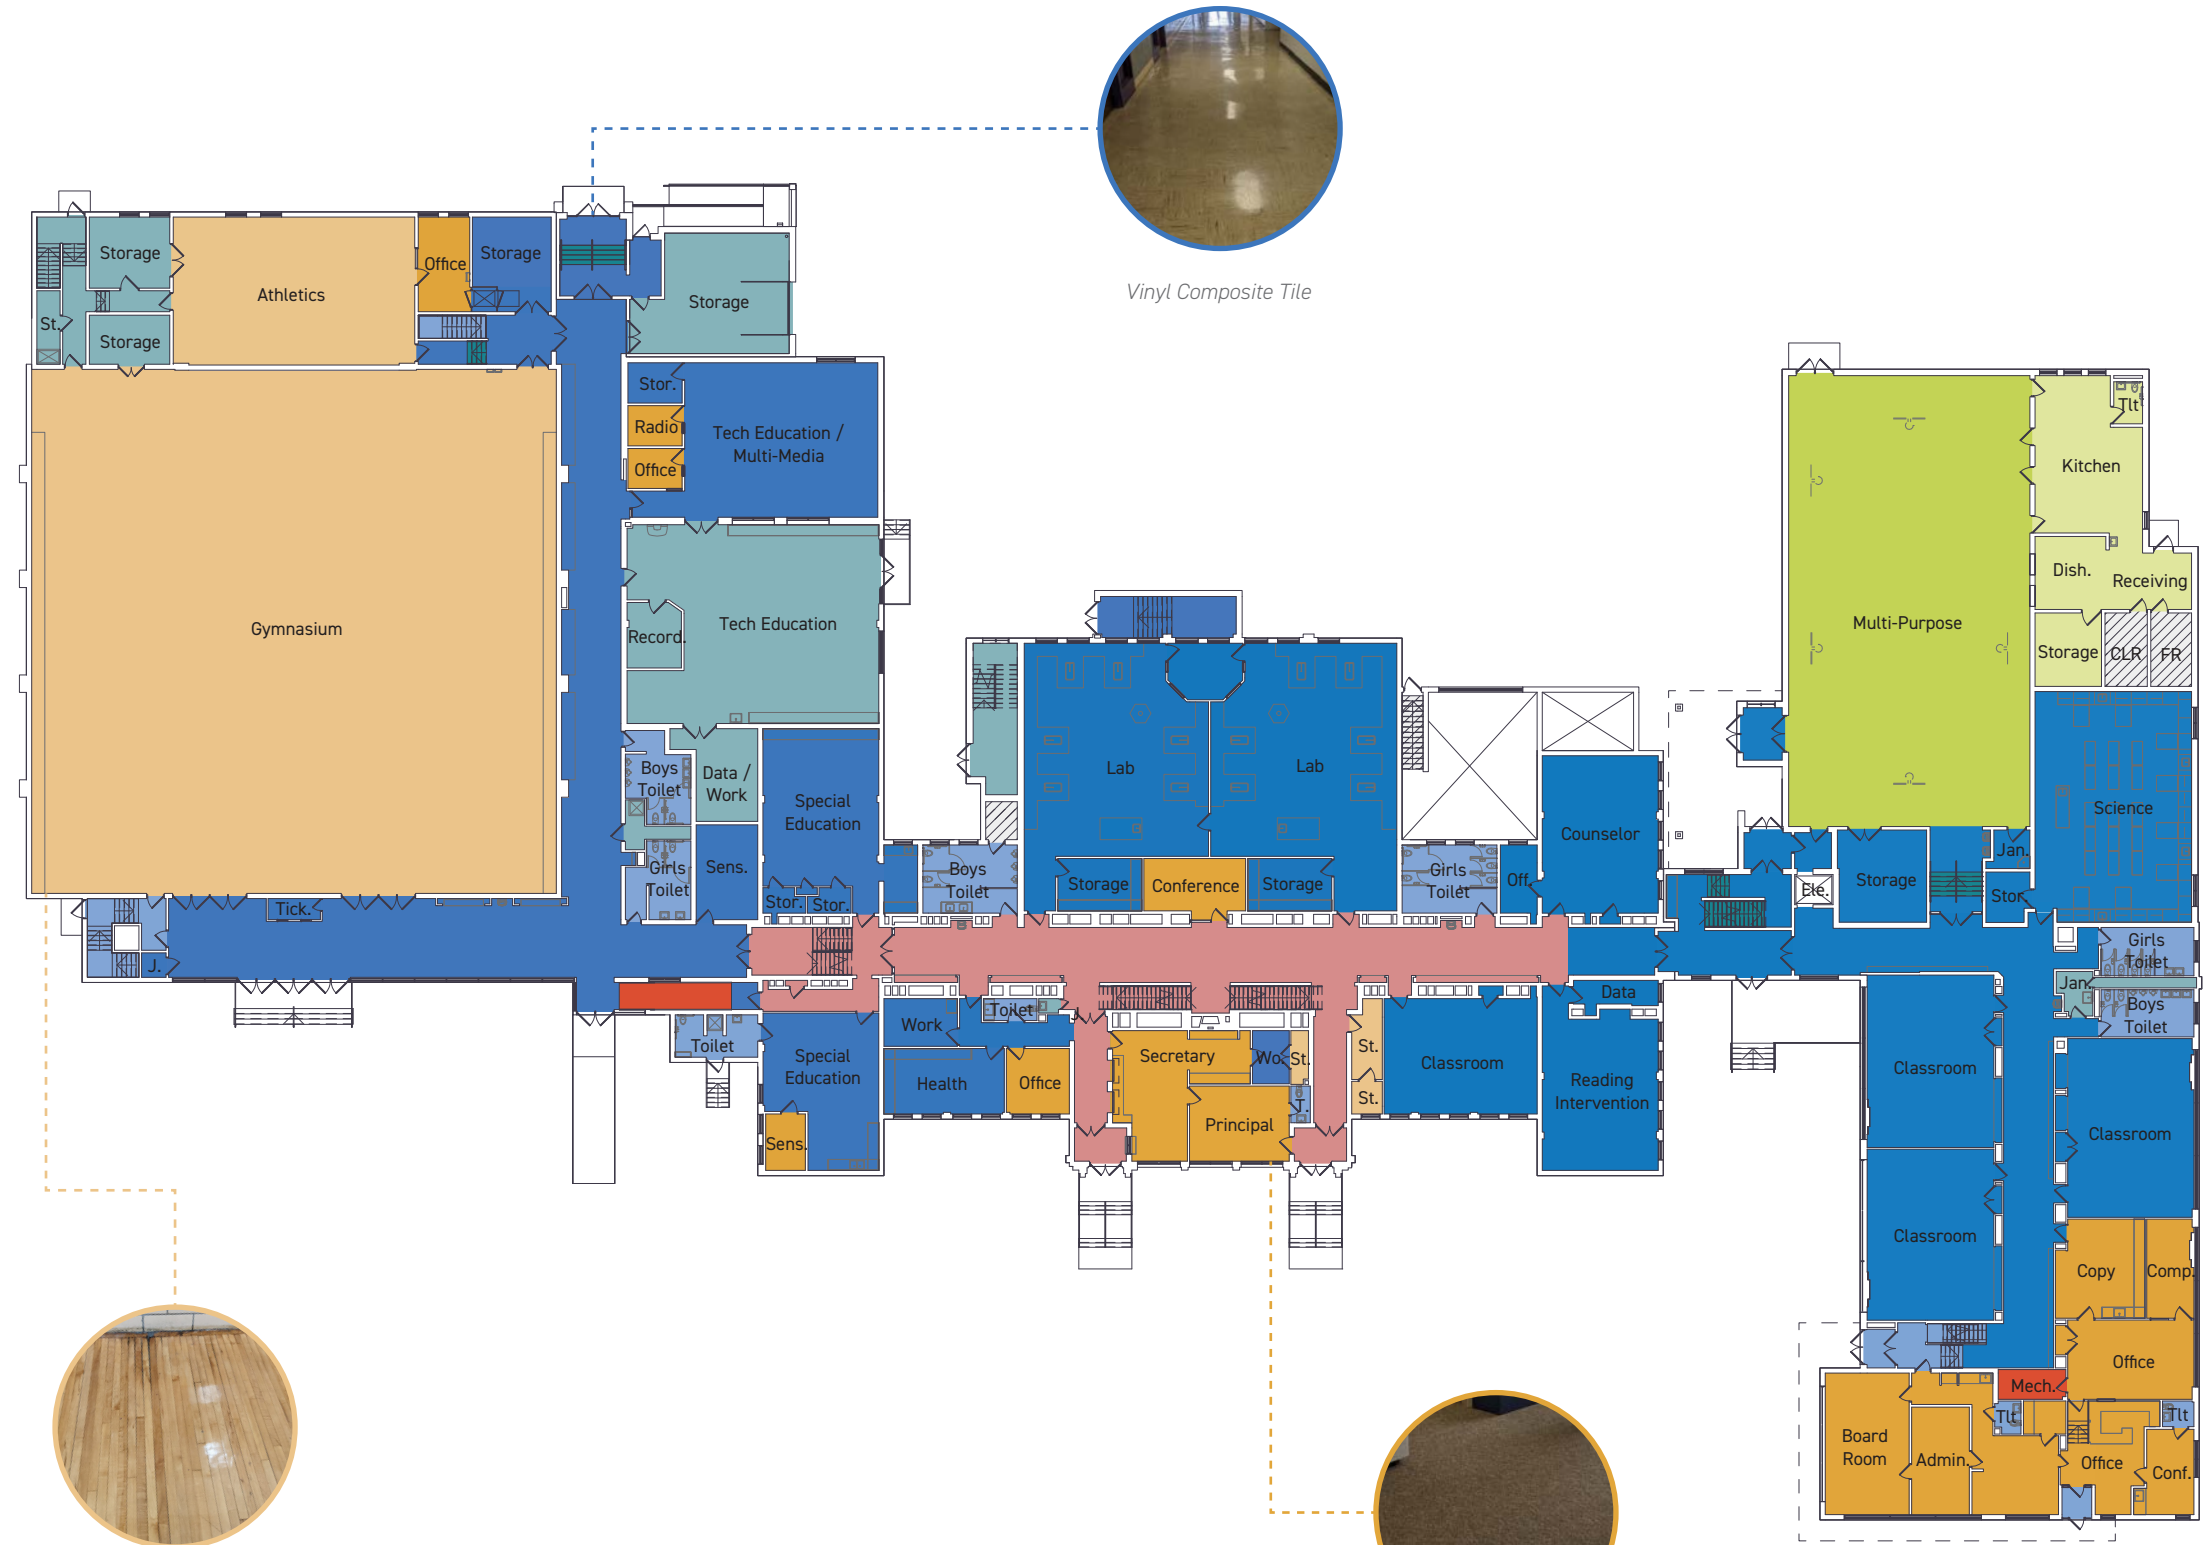 Vinyl Composite Tile
Storage
Athletics
Office
Storage
Storage
St.
Storage
Stor.
Radio
Office
Tech Education /
Multi-Media
Gymnasium
Record.
Tech Education
Boys
Toilet
Data /
Work
Special
Education
Girls
Toilet
Sens.
Stor.
Stor.
Tick.
J.
Toilet
Special
Education
Sens.
Boys
Toilet
Lab
Lab
Storage
Conference
Storage
Girls
Toilet
Off.
Counselor
Work
Toilet
J.
Health
Office
Secretary
Wo.
St.
Principal
T.
St.
St.
Classroom
Data
Reading
Intervention
Multi-Purpose
Kitchen
Tlt
Dish.
Receiving
Storage
CLR
FR
Science
Jan.
Storage
Stor.
Ele.
Girls
Toilet
Jan.
Boys
Toilet
Classroom
Classroom
Classroom
Copy
Comp.
Office
Mech.
Tlt
Tlt
Board
Room
Admin.
Office
Conf.